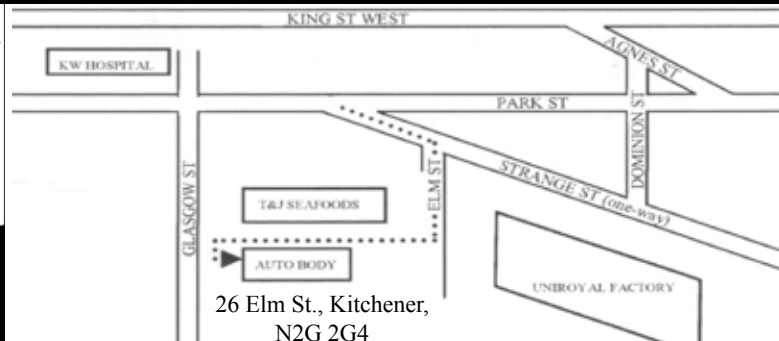 KING ST WEST
AGNES ST
KW HOSPITAL
PARK ST
DOMINION ST
GLASGOW ST
ELM ST
STRANGE ST (one-way)
T&J SEAFOODS
AUTO BODY
UNIROYAL FACTORY
26 Elm St., Kitchener,
N2G 2G4